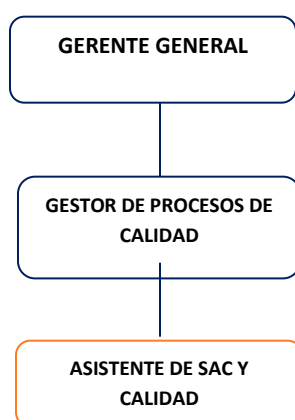 GERENTE GENERAL
GESTOR DE PROCESOS DE
CALIDAD
ASISTENTE DE SAC Y
CALIDAD